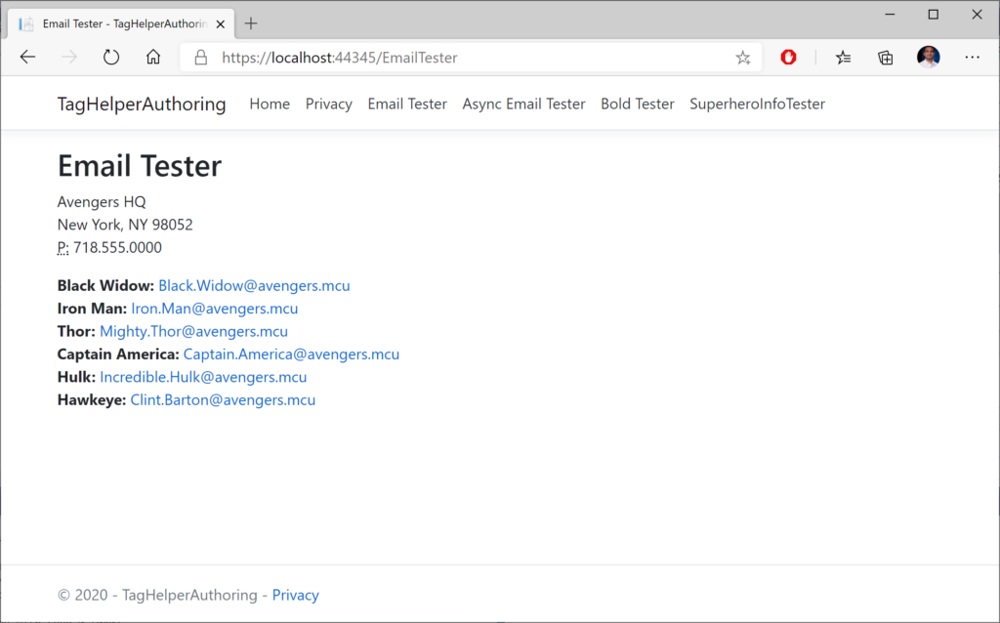 Email Tester - TagHelperAuthorin
https://localhost:44345/EmailTester
TagHelperAuthoring Home Privacy Email Tester Async Email Tester Bold Tester SuperheroInfoTester
Email Tester
Avengers HQ
New York, NY 98052
P: 718.555.0000
Black Widow: Black.Widow@avengers.mcu
Iron Man: Iron.Man@avengers.mcu
Thor: Mighty.Thor@avengers.mcu
Captain America: Captain.America@avengers.mcu
Hulk: Incredible.Hulk@avengers.mcu
Hawkeye: Clint.Barton@avengers.mcu
© 2020 - TagHelperAuthoring - Privacy